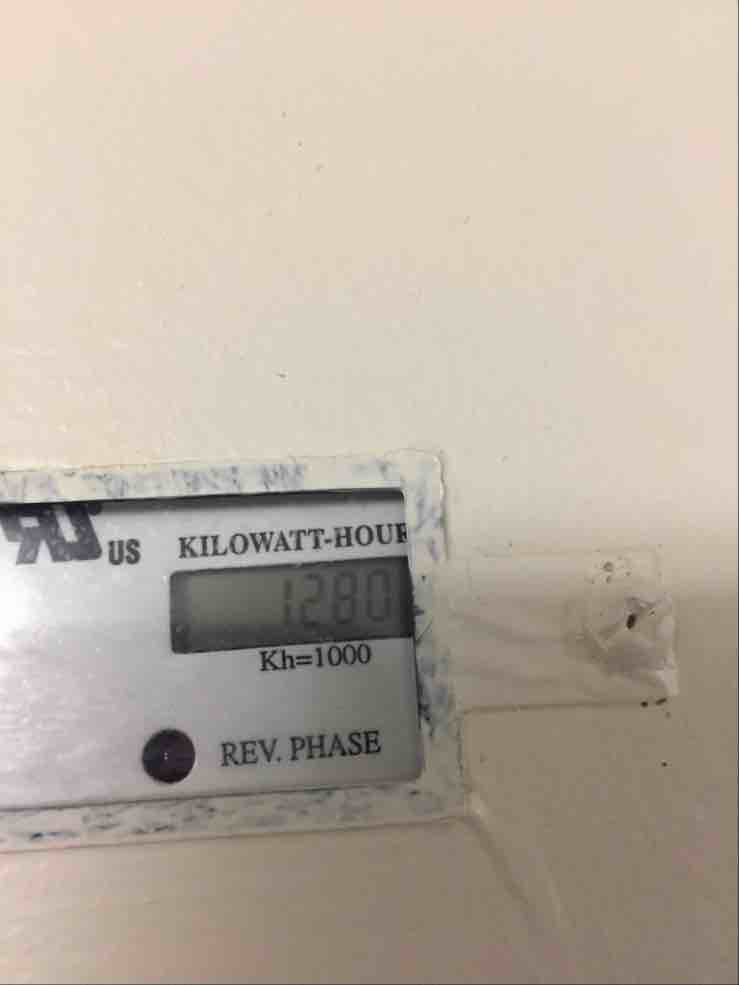 US
KILOWATT-HOUR
1280
Kh=1000
REV. PHASE